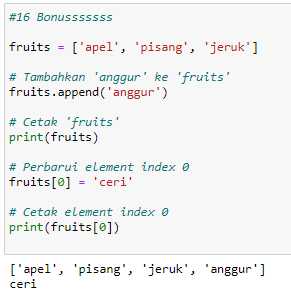 #16 Bonusssssss
fruits = ['apel', 'pisang', 'jeruk']
# Tambahkan 'anggur' ke 'fruits'
fruits.append('anggur')
# Cetak 'fruits'
print(fruits)
# Perbarui element index 0
fruits[0] = 'ceri'
# Cetak element index 0
print(fruits[0])
['apel', 'pisang', 'jeruk', 'anggur']
ceri